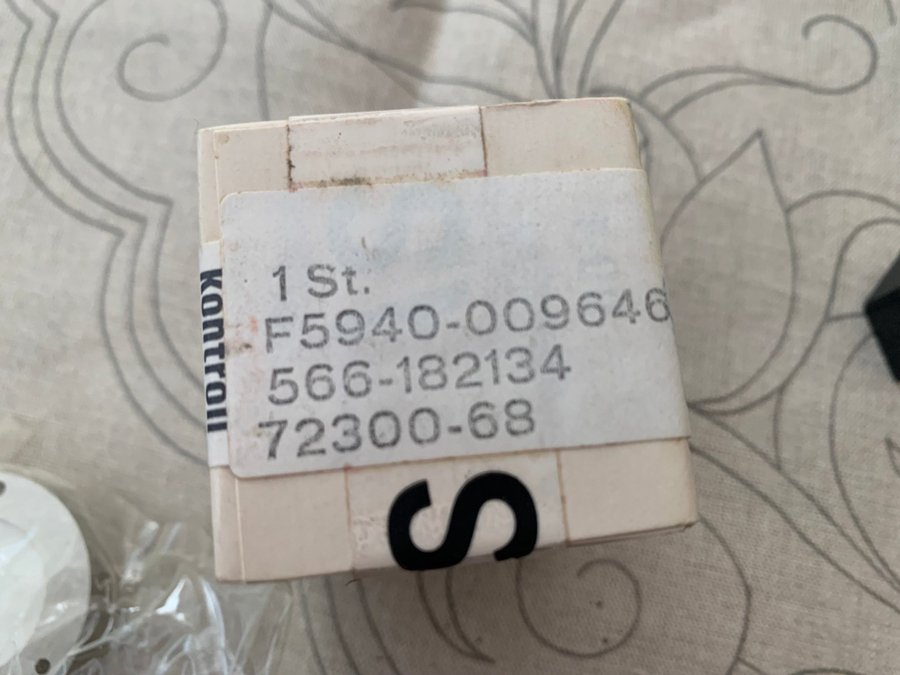 1 St.
F5940-009646
566-182134
72300-68
Kontroll
S